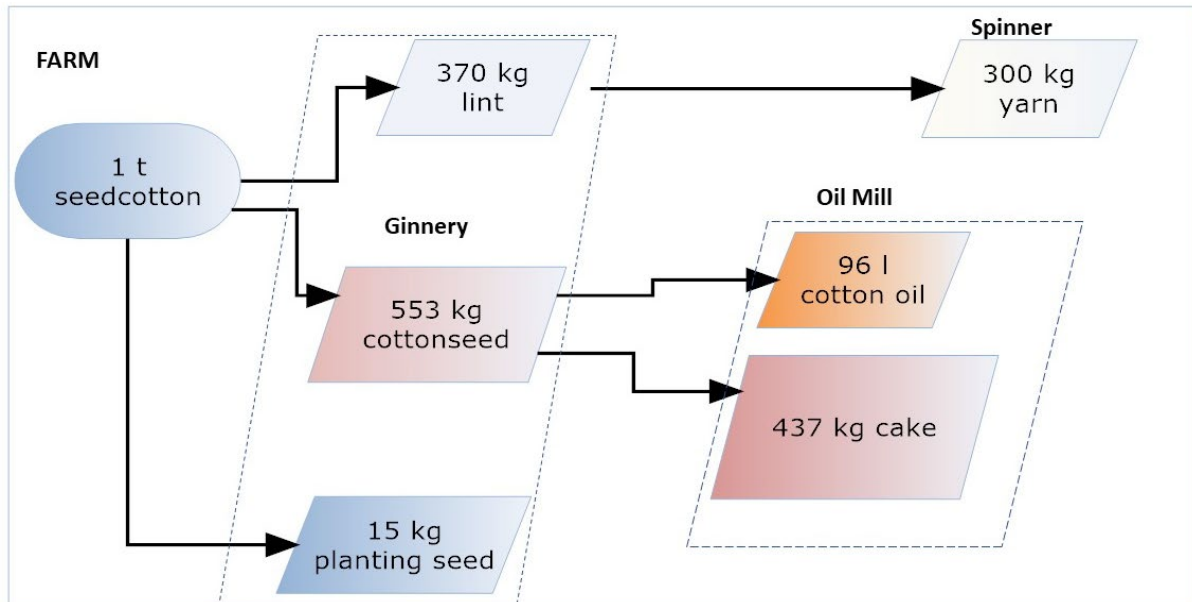 Spinner
FARM
370 kg
lint
300 kg
yarn
1 t
seedcotton
Ginnery
Oil Mill
96 l
cotton oil
553 kg
cottonseed
437 kg cake
15 kg
planting seed